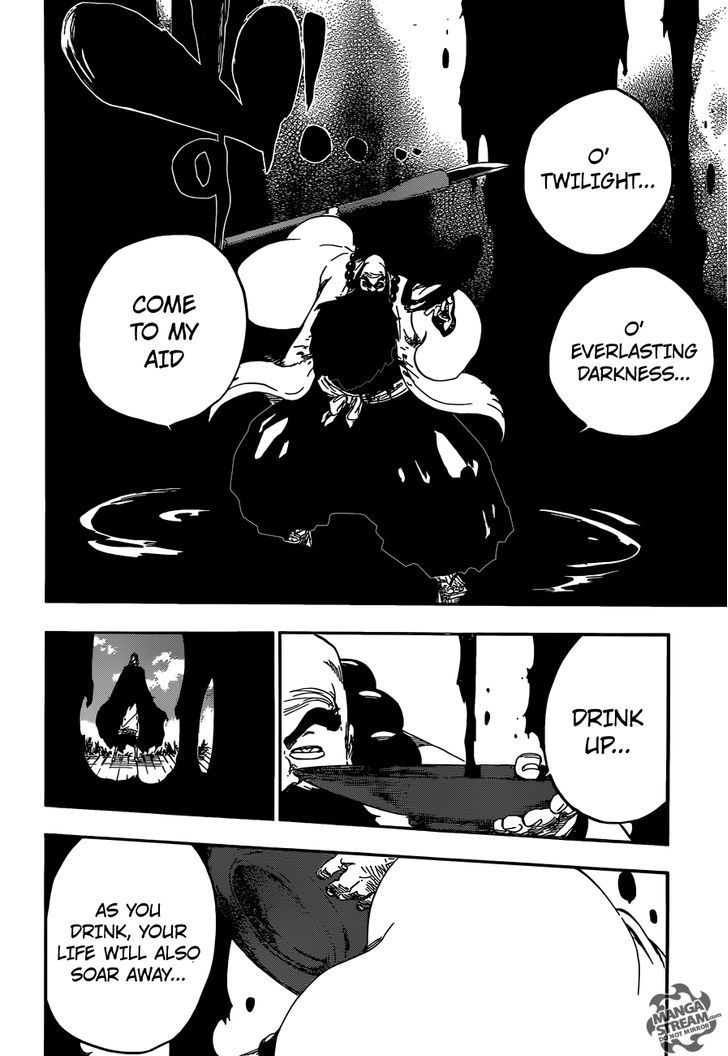 O'
TWILIGHT...
O'
EVERLASTING
DARKNESS...
COME
TO MY
AID
DRINK
UP...
AS YOU
DRINK, YOUR
LIFE WILL ALSO
SOAR AWAY...
MANGA
STREAM.com
DO NOT MIRROR